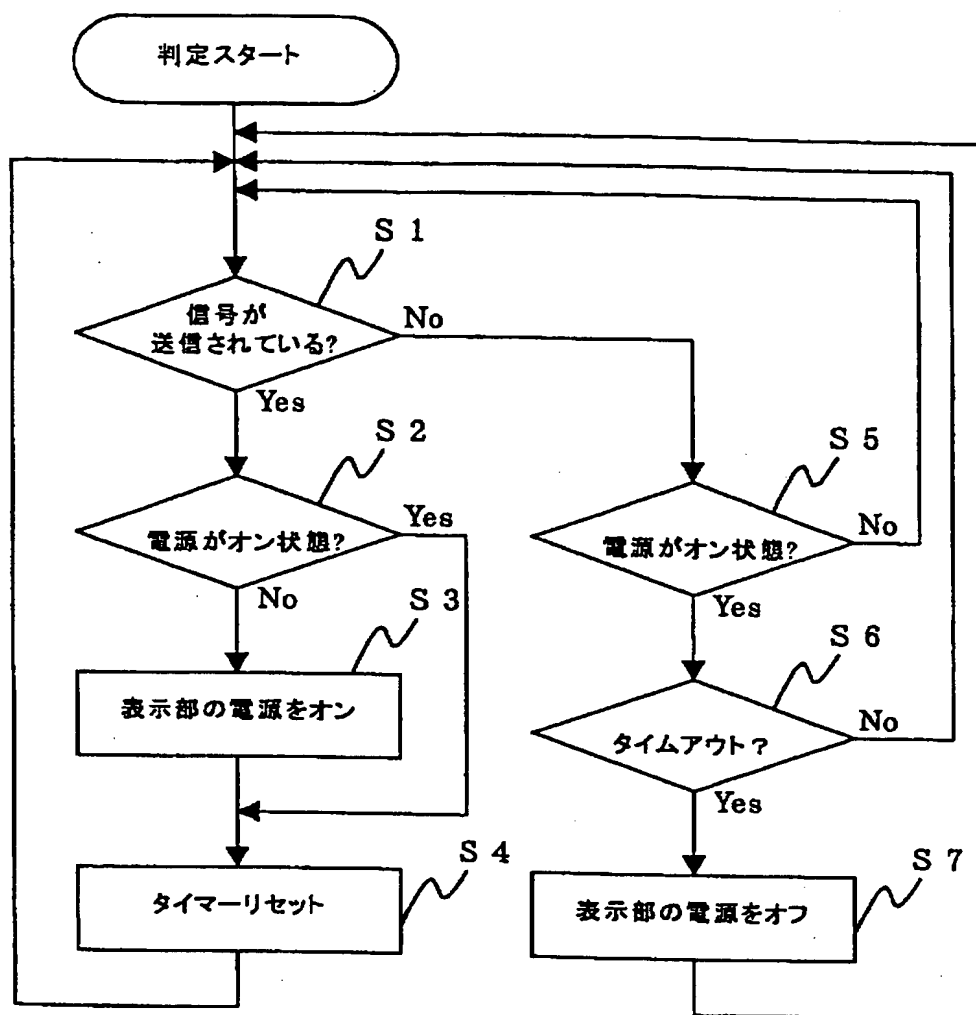 判定スタート
S 1
信号が
送信されている?
No
Yes
S 2
電源がオン状態?
Yes
No
S 3
表示部の電源をオン
S 4
タイマーリセット
S 5
電源がオン状態?
No
Yes
S 6
タイムアウト?
No
Yes
S 7
表示部の電源をオフ